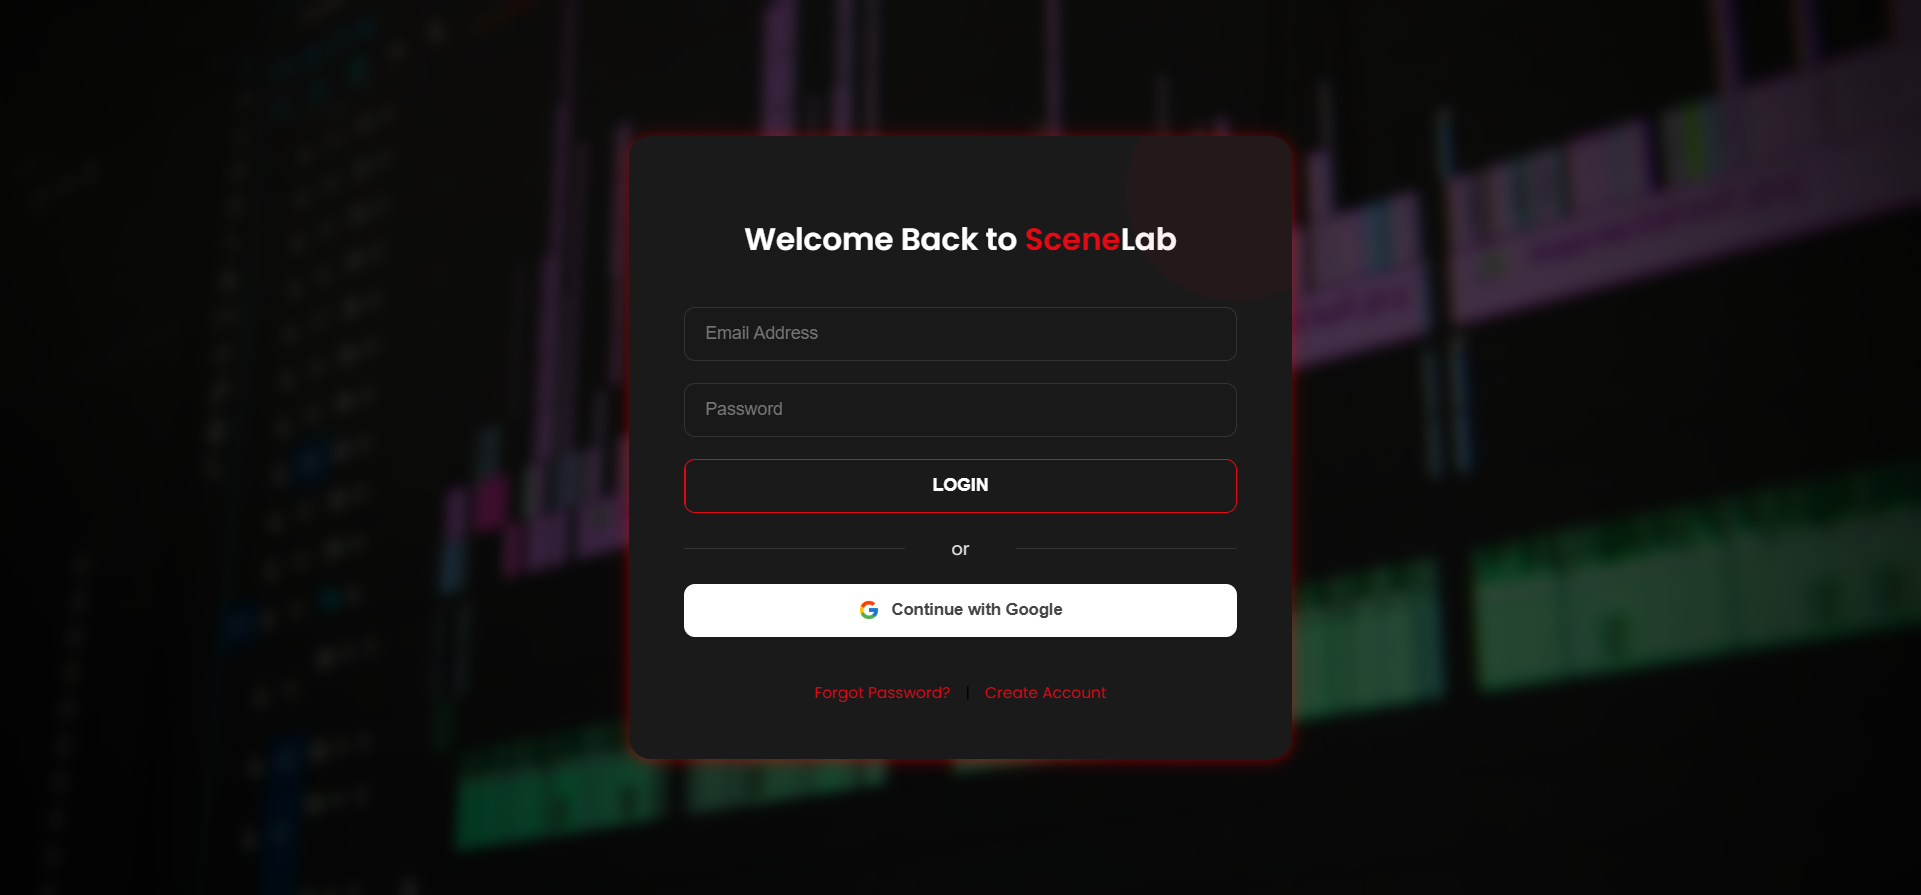 Welcome Back to SceneLab
Email Address
Password
LOGIN
or
Continue with Google
Forgot Password? | Create Account